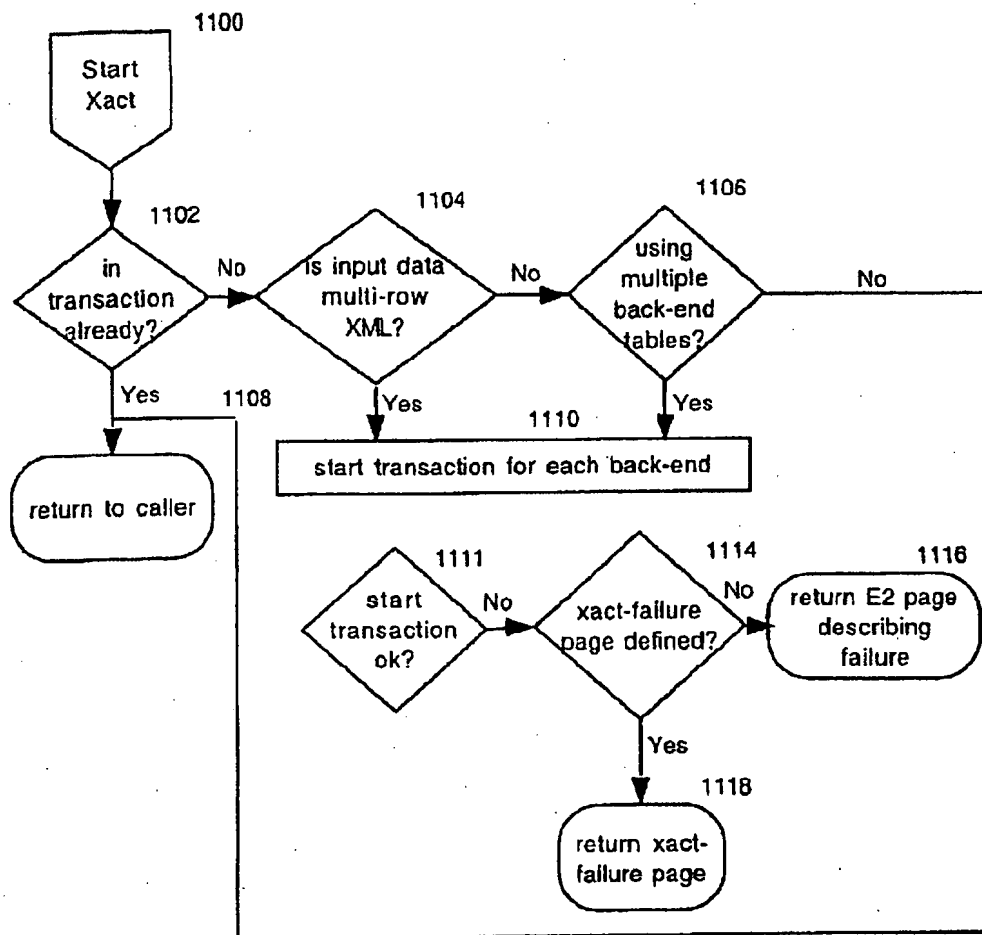 1100
Start
Xact
1102
in
transaction
already?
No
Yes
1104
is input data
multi-row
XML?
No
Yes
1106
using
multiple
back-end
tables?
No
Yes
1108
return to caller
1110
start transaction for each back-end
1111
start
transaction
ok?
No
1114
xact-failure
page defined?
No
Yes
1116
return E2 page
describing
failure
1118
return xact-
failure page